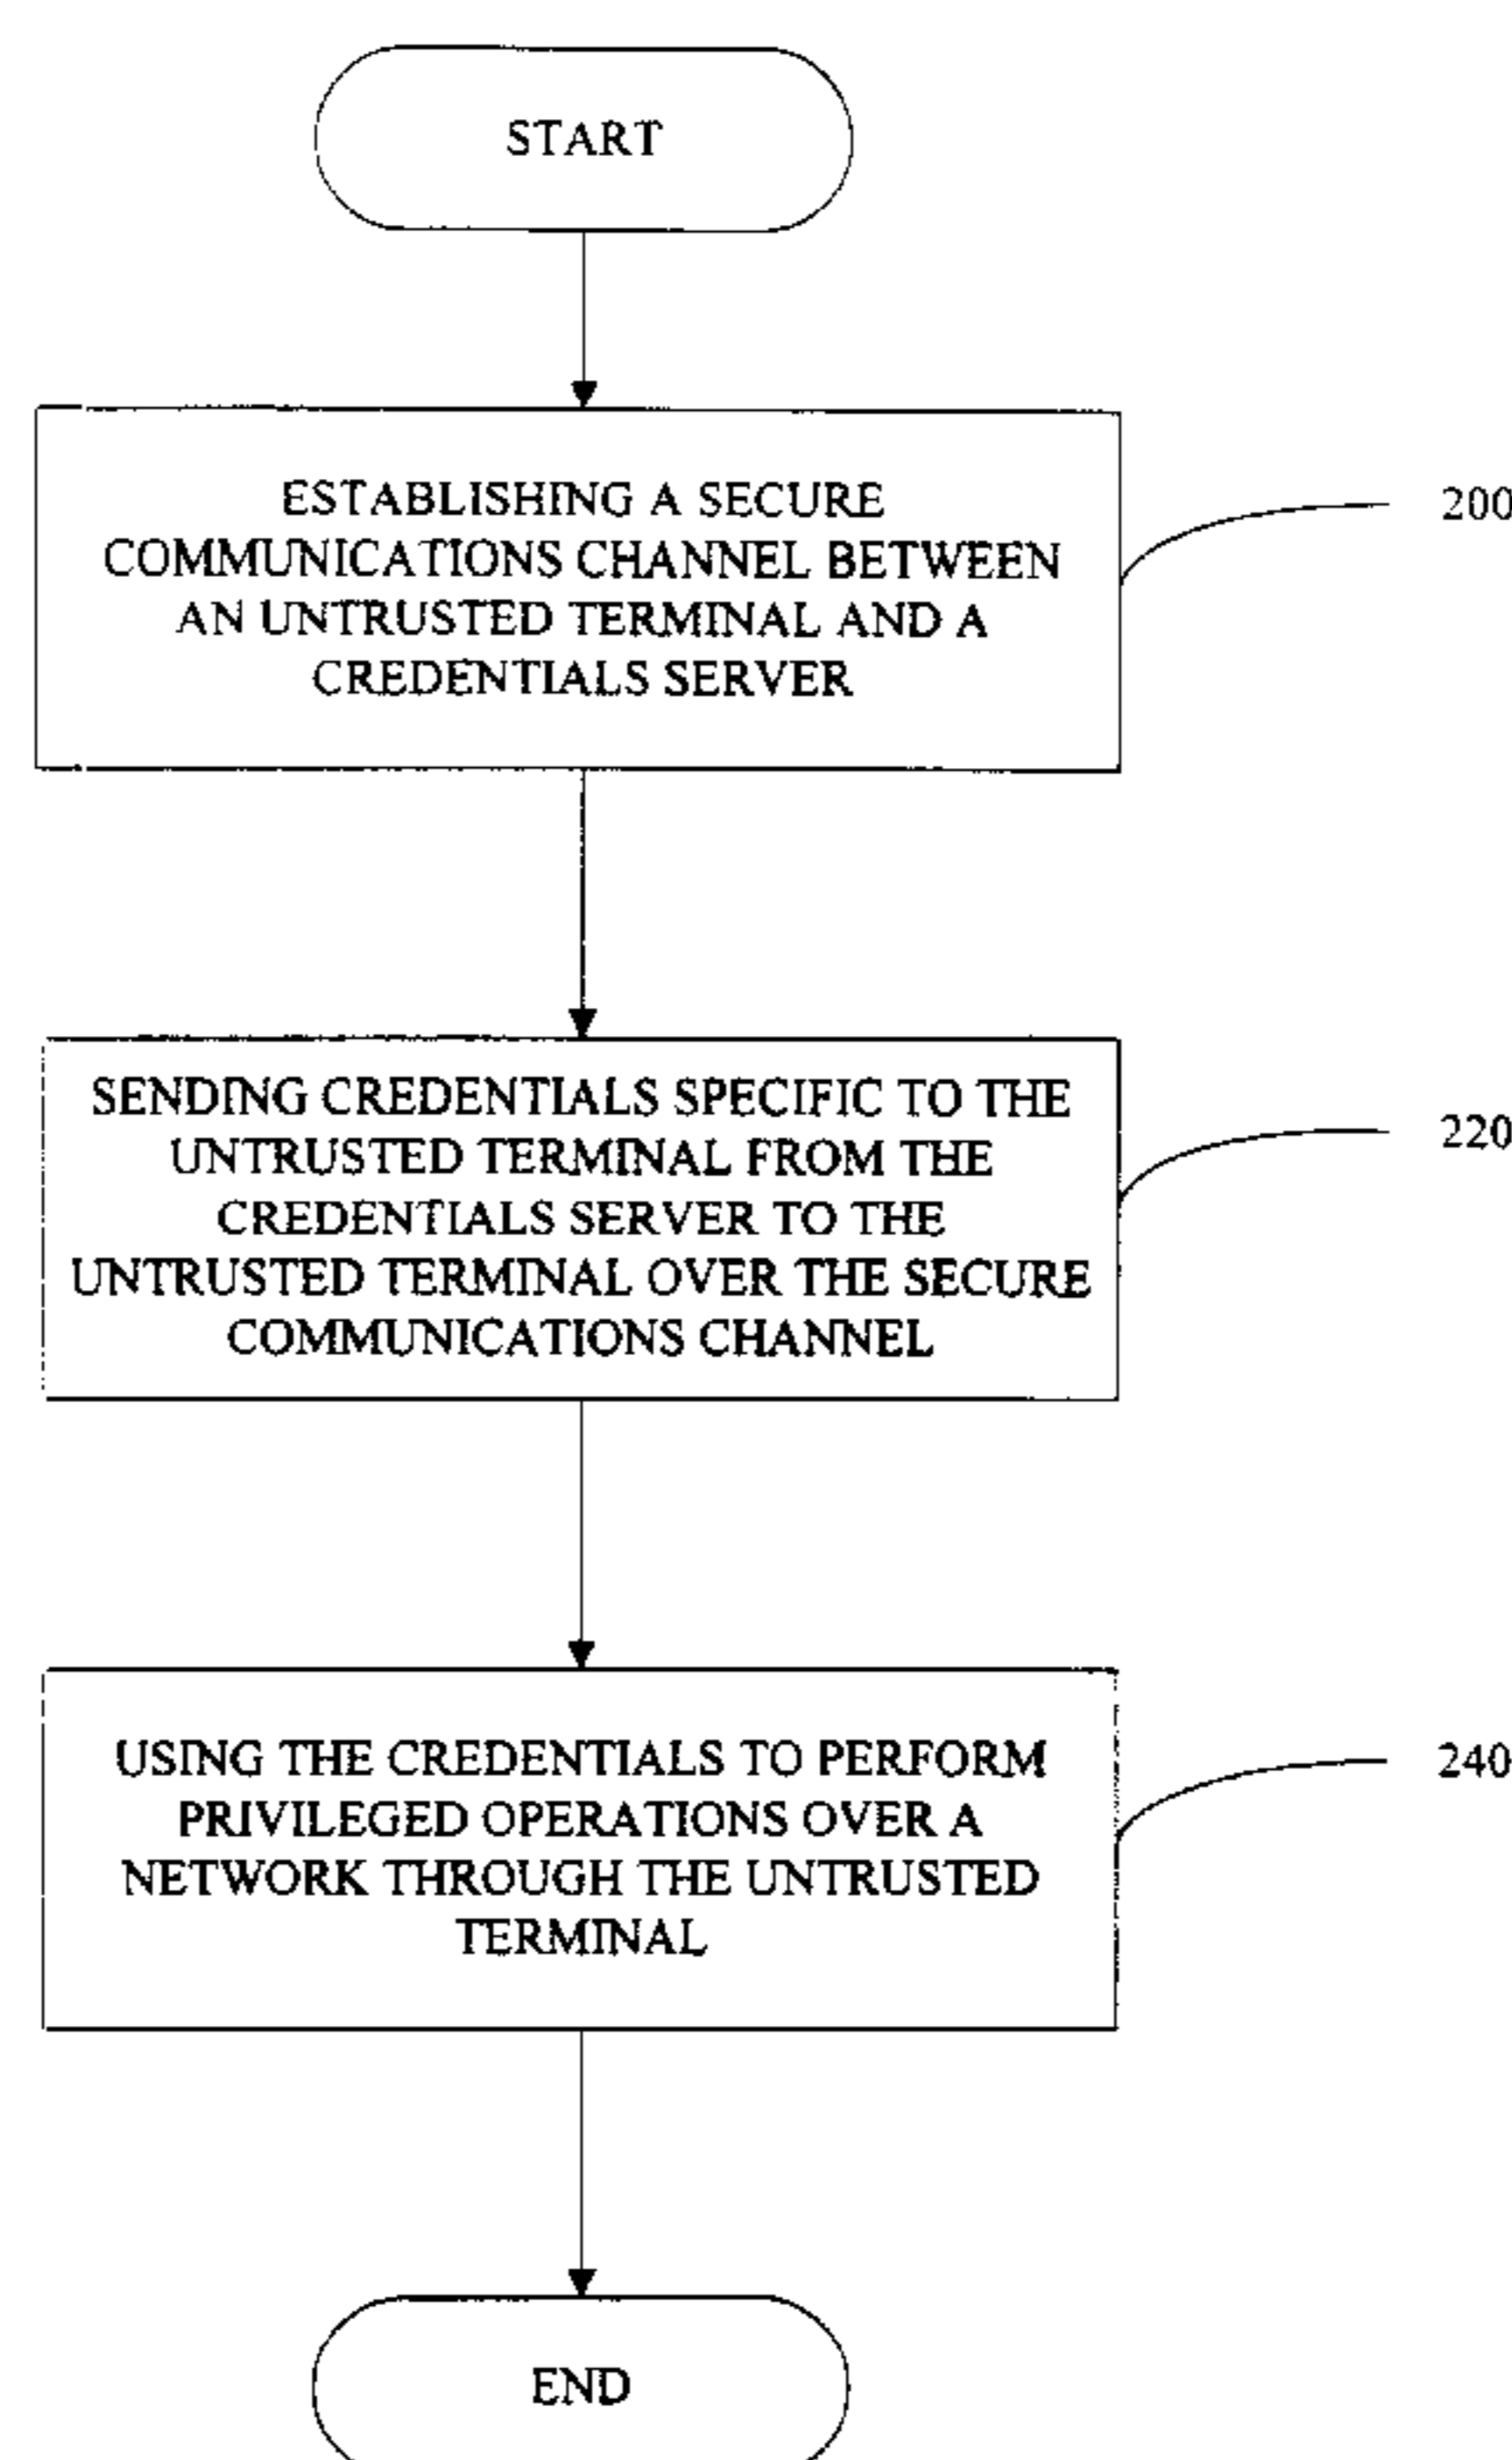 START
ESTABLISHING A SECURE
COMMUNICATIONS CHANNEL BETWEEN
AN UNTRUSTED TERMINAL AND A
CREDENTIALS SERVER
200
SENDING CREDENTIALS SPECIFIC TO THE
UNTRUSTED TERMINAL FROM THE
CREDENTIALS SERVER TO THE
UNTRUSTED TERMINAL OVER THE SECURE
COMMUNICATIONS CHANNEL
220
USING THE CREDENTIALS TO PERFORM
PRIVILEGED OPERATIONS OVER A
NETWORK THROUGH THE UNTRUSTED
TERMINAL
240
END